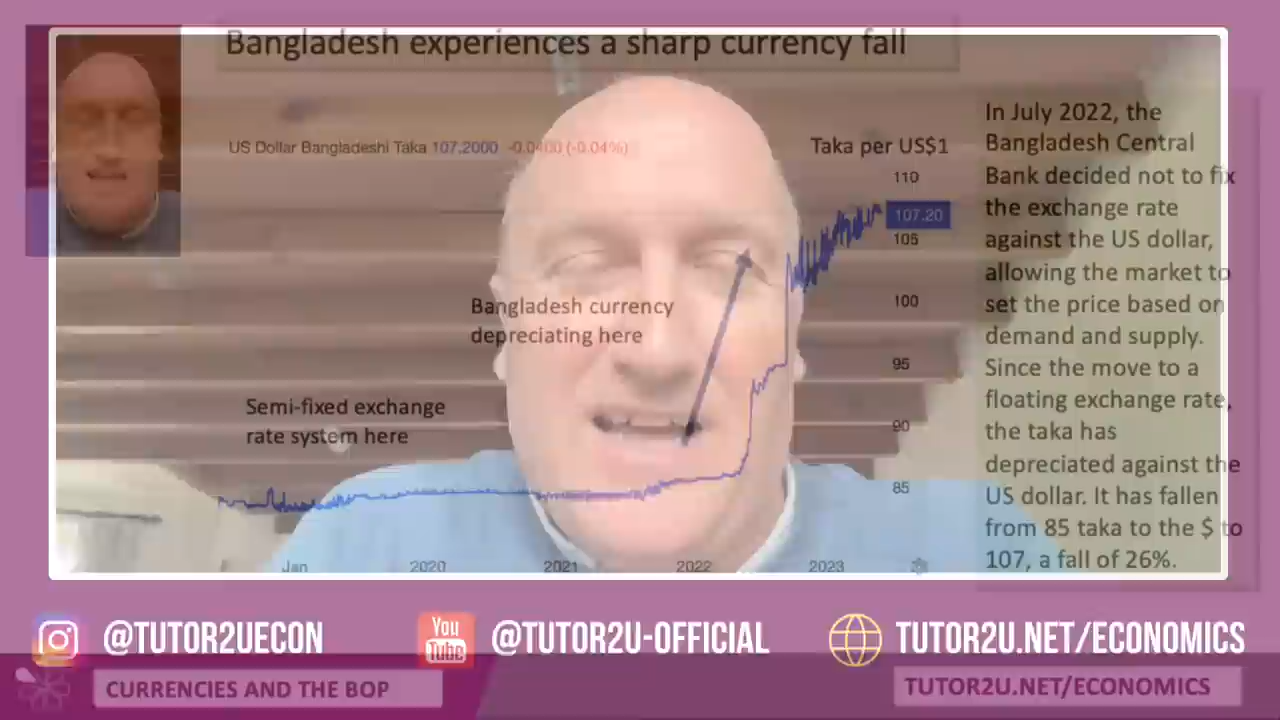 Bangladesh experiences a sharp currency fall
US Dollar Bangladeshi Taka 107.2000 -0.0400 (-0.04%)
Taka per US$1
110
107.20
105
100
95
90
85
Bangladesh currency
depreciating here
Semi-fixed exchange
rate system here
Jan 2020 2021 2022 2023
In July 2022, the
Bangladesh Central
Bank decided not to fix
the exchange rate
against the US dollar,
allowing the market to
set the price based on
demand and supply.
Since the move to a
floating exchange rate,
the taka has
depreciated against the
US dollar. It has fallen
from 85 taka to the $ to
107, a fall of 26%.
@TUTOR2UECON You Tube @TUTOR2U-OFFICIAL TUTOR2U.NET/ECONOMICS
CURRENCIES AND THE BOP TUTOR2U.NET/ECONOMICS